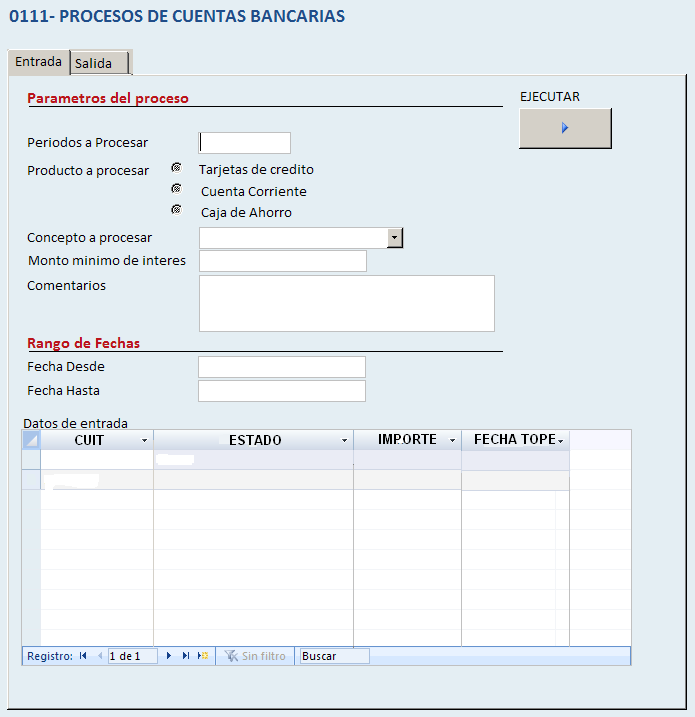 0111- PROCESOS DE CUENTAS BANCARIAS
Entrada
Salida
Parametros del proceso
EJECUTAR
Periodos a Procesar
Producto a procesar
Tarjetas de credito
Cuenta Corriente
Caja de Ahorro
Concepto a procesar
Monto minimo de interes
Comentarios
Rango de Fechas
Fecha Desde
Fecha Hasta
Datos de entrada
CUIT ESTADO IMPORTE FECHA TOPE
Registro: 1 de 1 Sin filtro Buscar